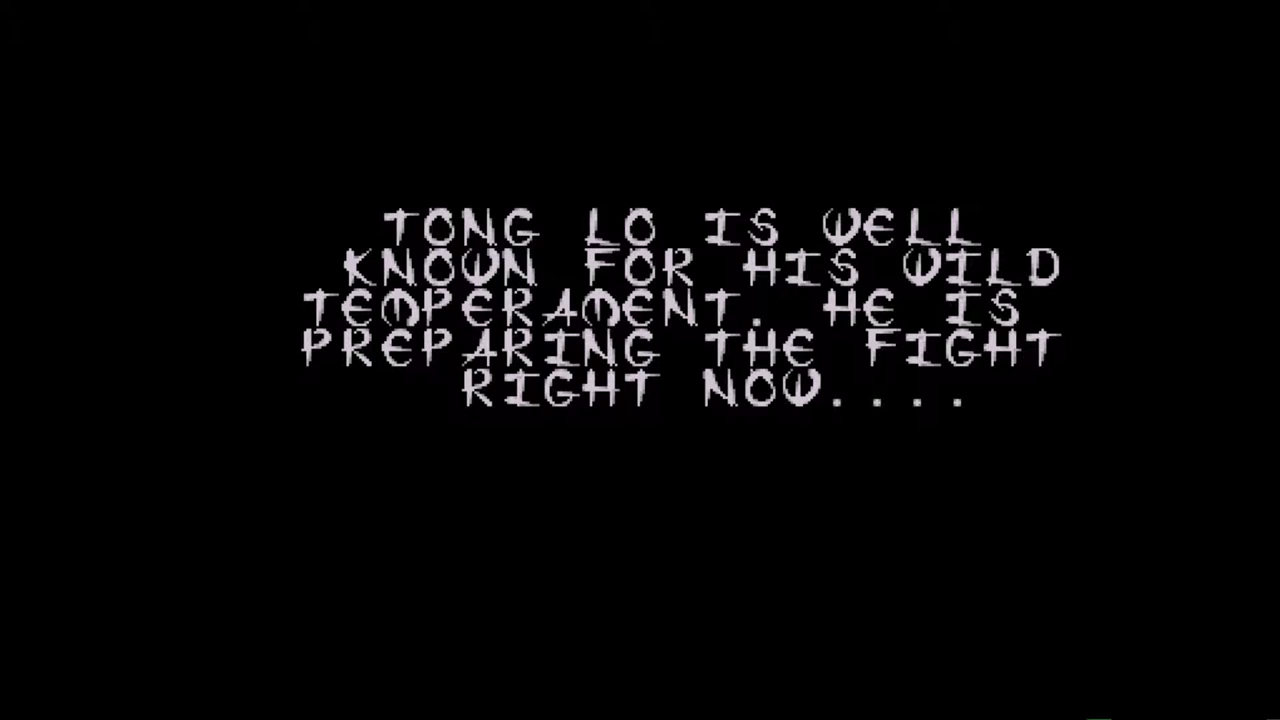 TONG LO IS WELL
KNOWN FOR HIS WILD
TEMPERAMENT. HE IS
PREPARING THE FIGHT
RIGHT NOW....